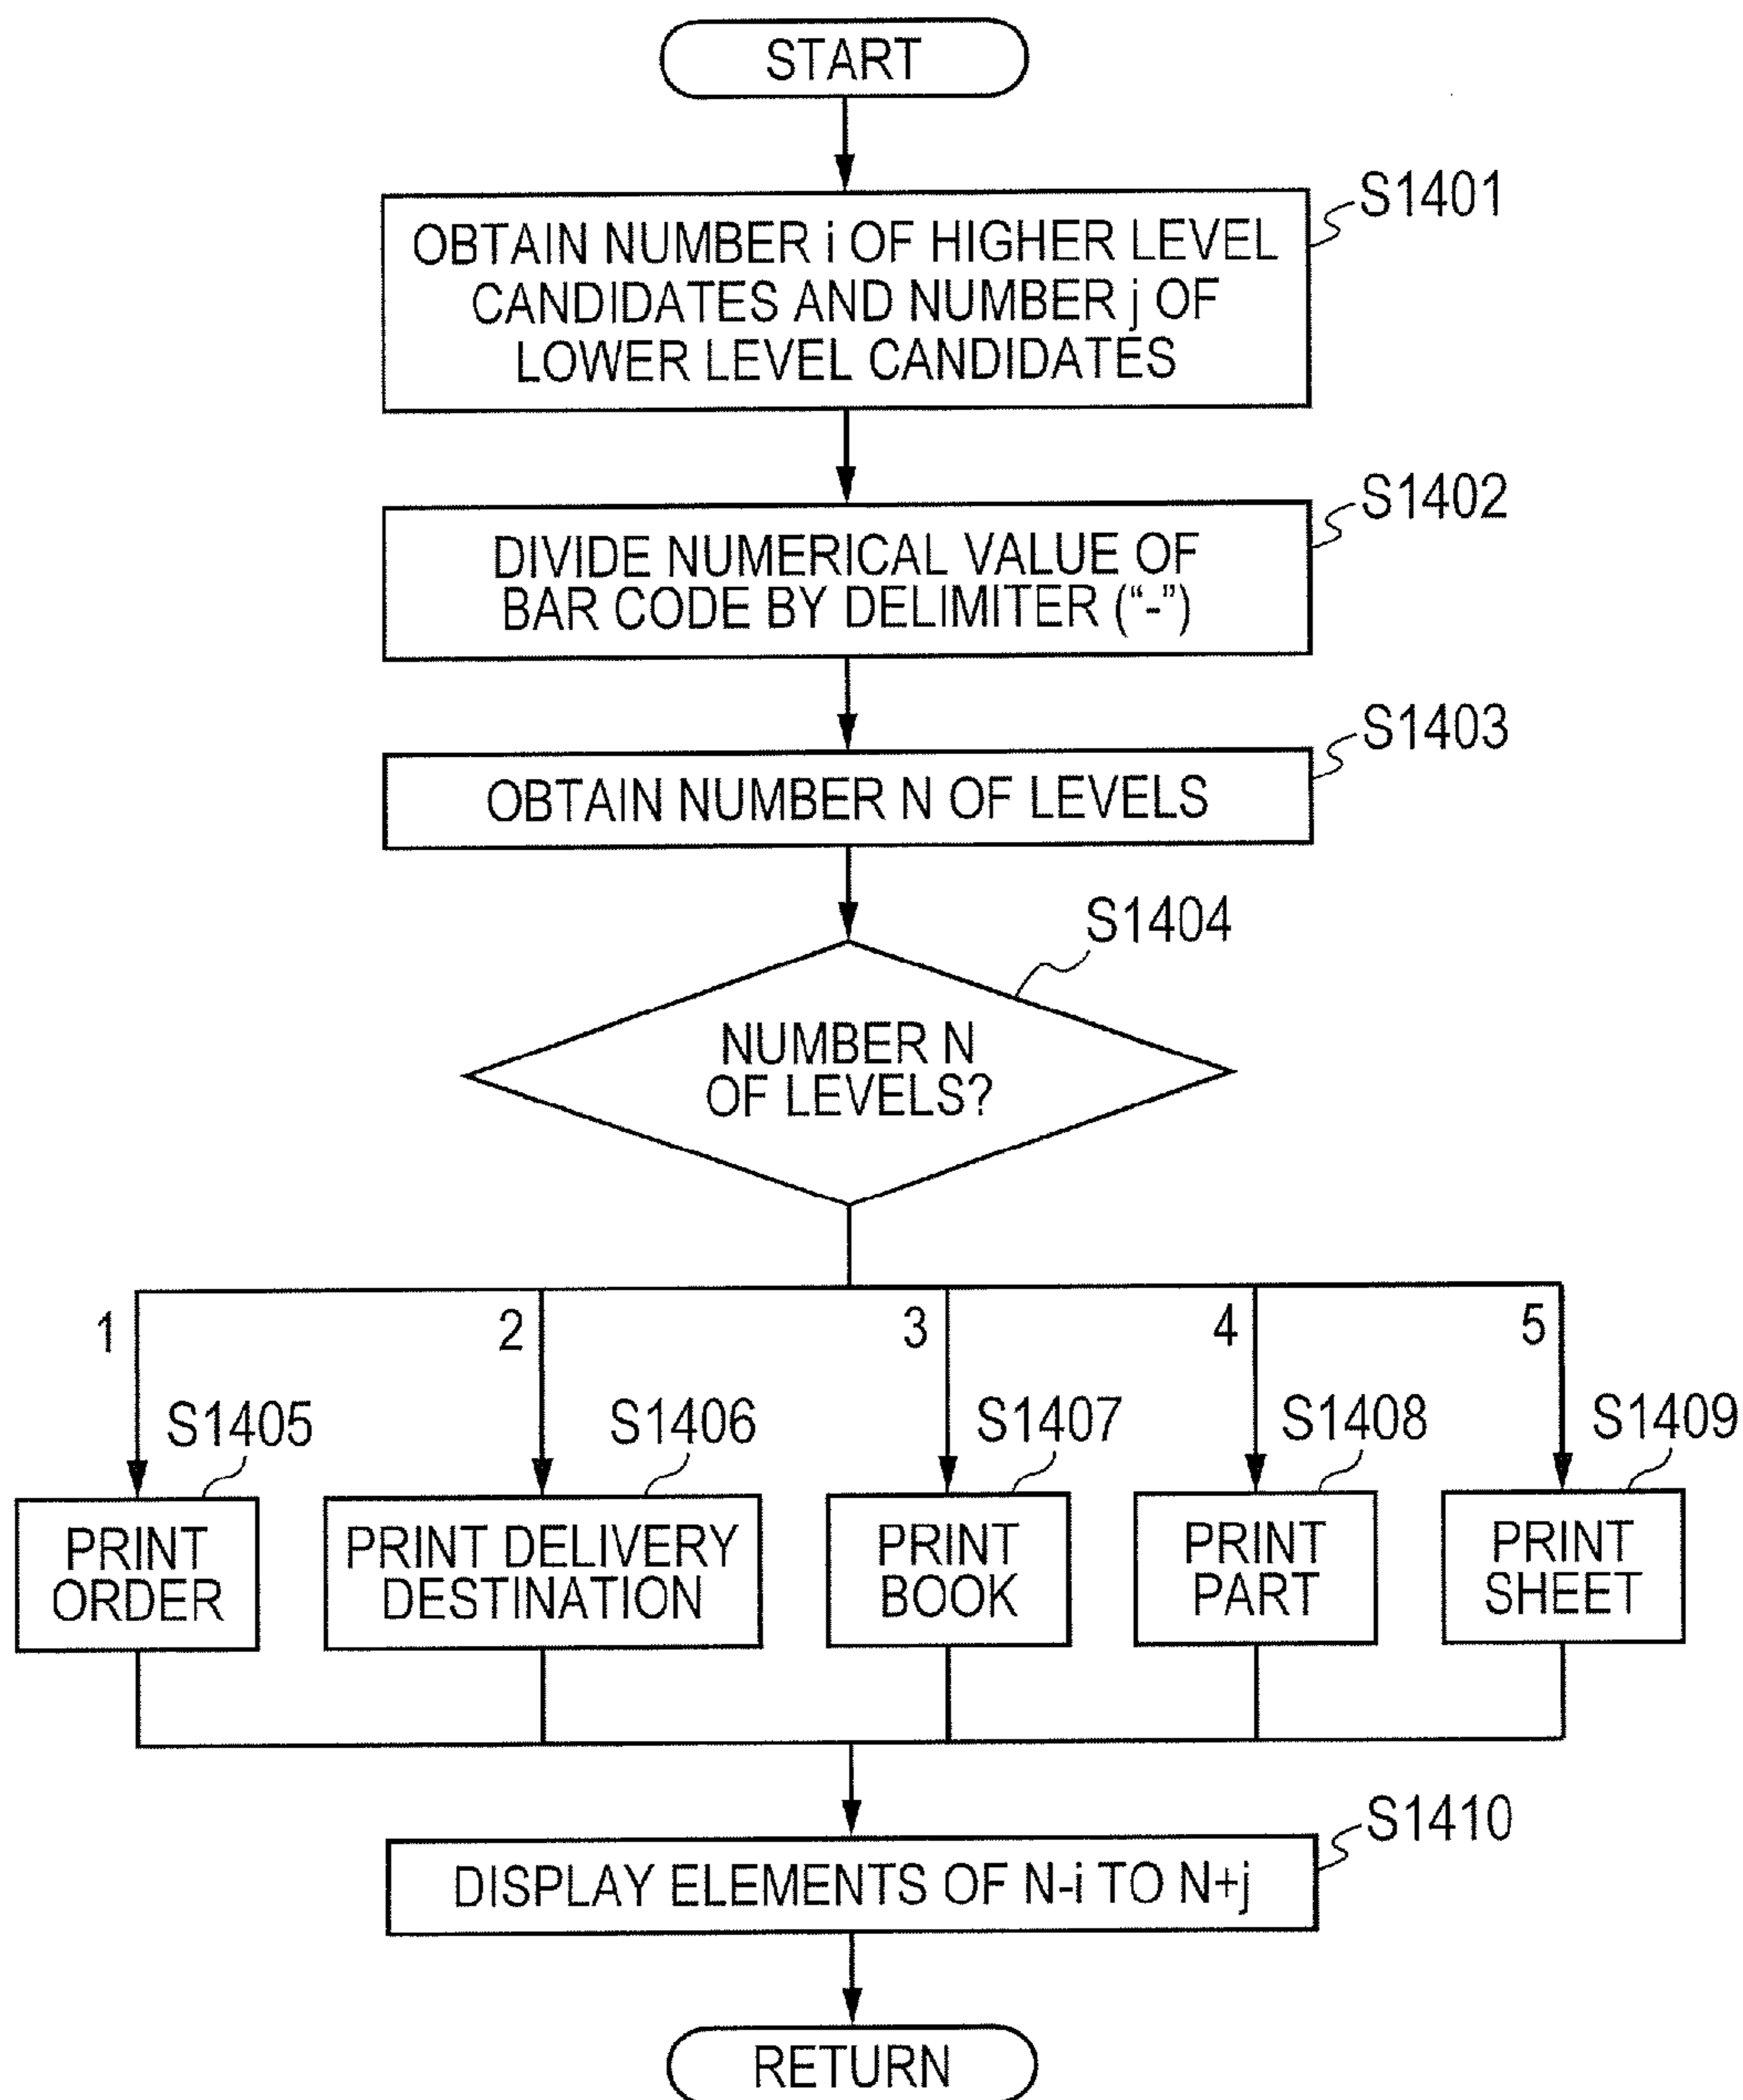 START
S1401
OBTAIN NUMBER i OF HIGHER LEVEL
CANDIDATES AND NUMBER j OF
LOWER LEVEL CANDIDATES
S1402
DIVIDE NUMERICAL VALUE OF
BAR CODE BY DELIMITER (“-”)
S1403
OBTAIN NUMBER N OF LEVELS
S1404
NUMBER N
OF LEVELS?
1
2
3
4
5
S1405
S1406
S1407
S1408
S1409
PRINT
ORDER
PRINT DELIVERY
DESTINATION
PRINT
BOOK
PRINT
PART
PRINT
SHEET
S1410
DISPLAY ELEMENTS OF N-i TO N+j
RETURN